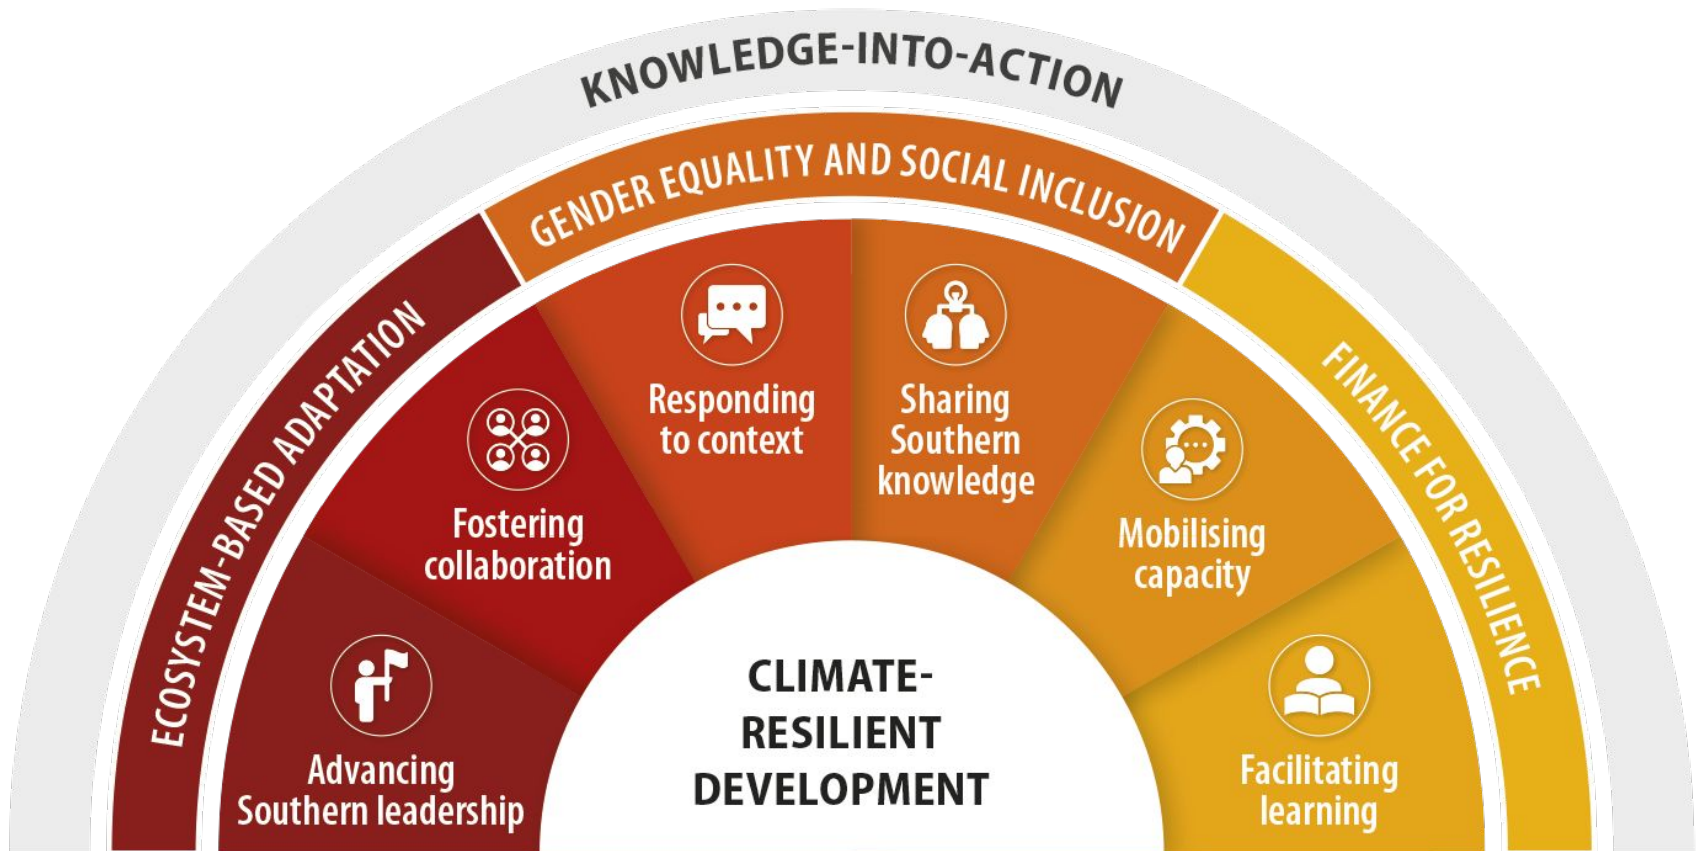 KNOWLEDGE-INTO-ACTION
ECOSYSTEM-BASED ADAPTATION
GENDER EQUALITY AND SOCIAL INCLUSION
FINANCE FOR RESILIENCE
Advancing
Southern leadership
Fostering
collaboration
Responding
to context
Sharing
Southern
knowledge
Mobilising
capacity
Facilitating
learning
CLIMATE-
RESILIENT
DEVELOPMENT